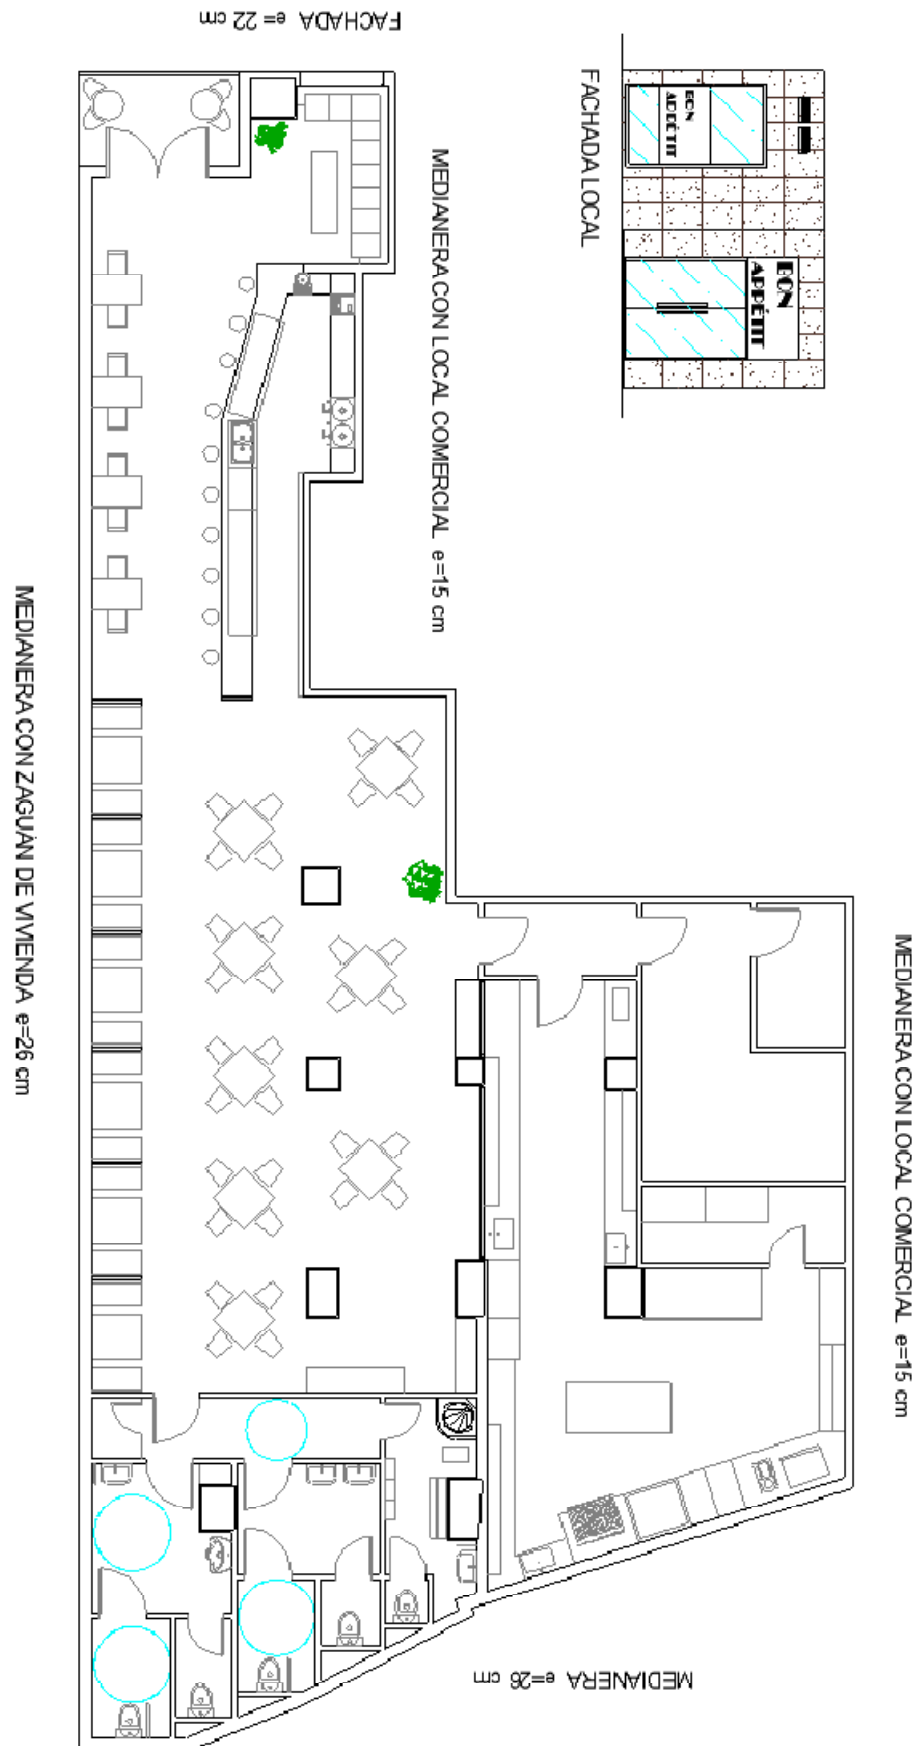 FACHADA e= 22 cm
FACHADA LOCAL
BON
APPÉTIT
BON
APPÉTIT
MEDIANERA CON LOCAL COMERCIAL e=15 cm
MEDIANERA CON ZAGUÁN DE VIVIENDA e=26 cm
MEDIANERA CON LOCAL COMERCIAL e=15 cm
MEDIANERA e=26 cm